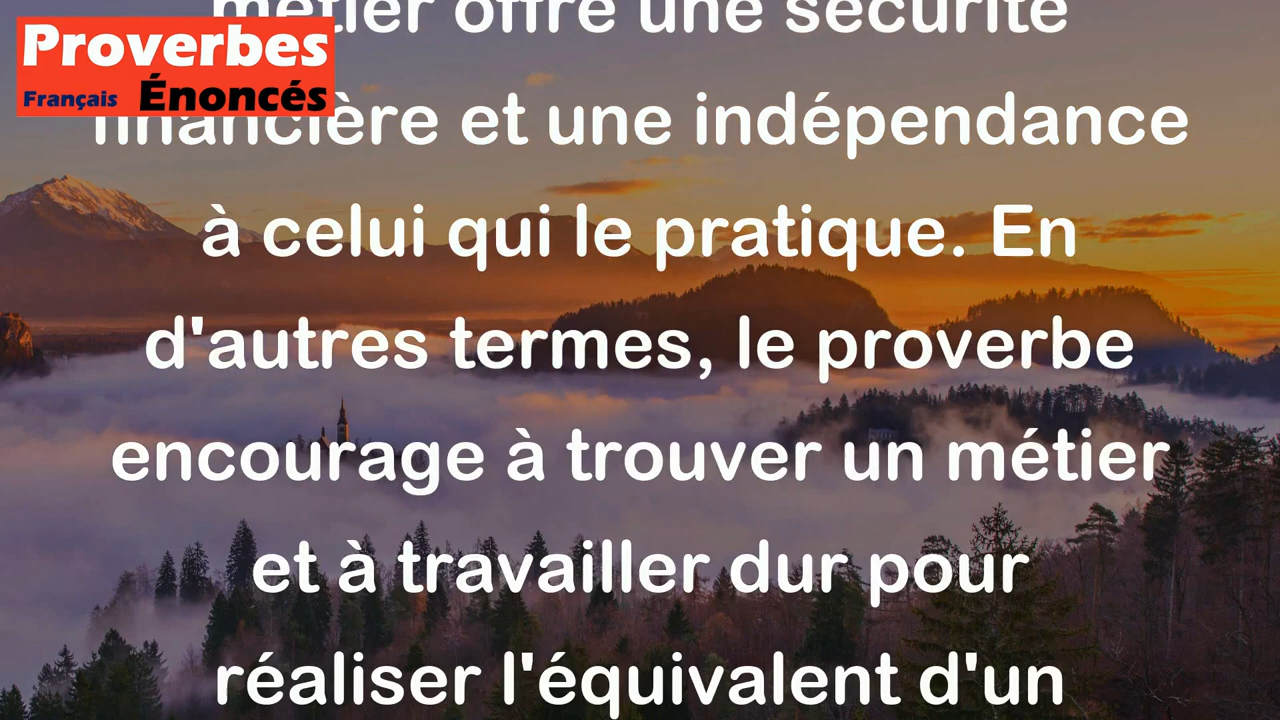 Proverbes
Français Énoncés
métier offre une sécurité
financière et une indépendance
à celui qui le pratique. En
d'autres termes, le proverbe
encourage à trouver un métier
et à travailler dur pour
réaliser l'équivalent d'un